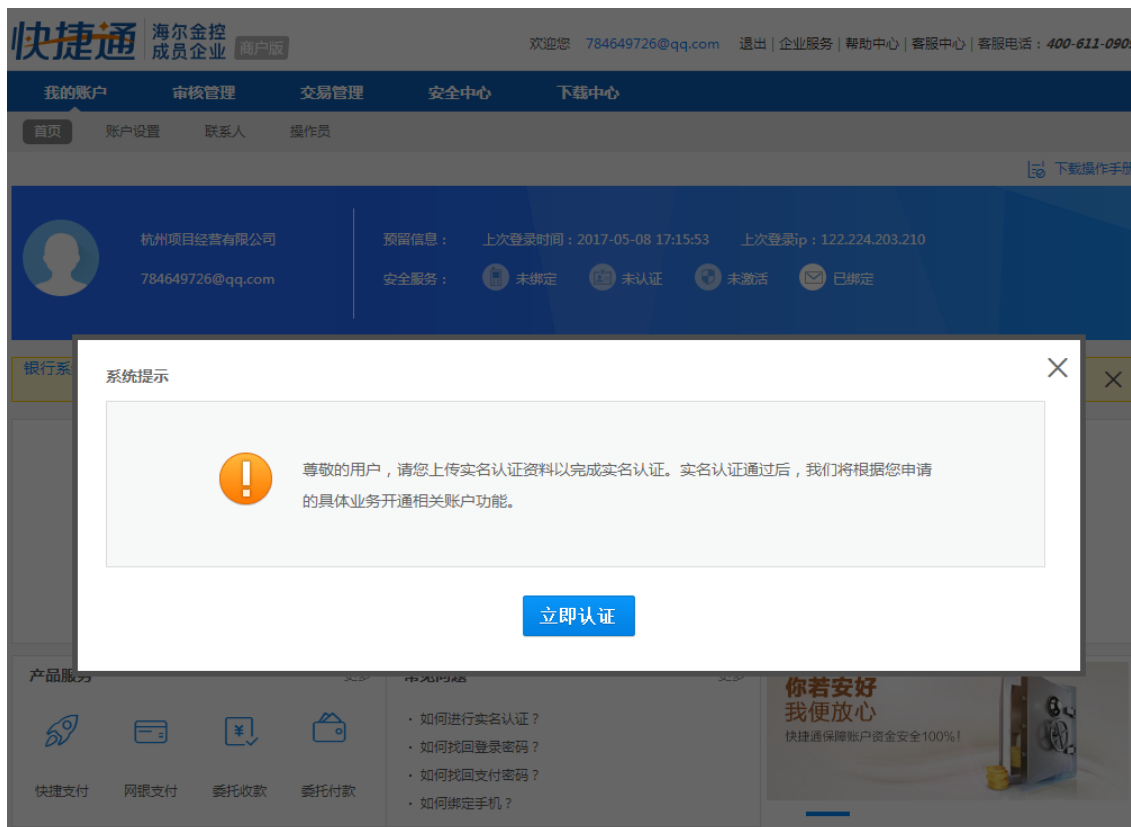 快捷通 海尔金控
成员企业 商户版
欢迎您 784649726@qq.com 退出 | 企业服务 | 帮助中心 | 客服中心 | 客服电话：400-611-090
我的账户 审核管理 交易管理 安全中心 下载中心
首页 账户设置 联系人 操作员
下载操作手册
杭州项目经营有限公司 预留信息： 上次登录时间：2017-05-08 17:15:53 上次登录ip：122.224.203.210
784649726@qq.com 安全服务： 未绑定 未认证 未激活 已绑定
银行系
系统提示
尊敬的用户，请您上传实名认证资料以完成实名认证。实名认证通过后，我们将根据您申请
的具体业务开通相关账户功能。
立即认证
产品服务 更多 常见问题 更多
你若安好
我便放心
快捷通保障账户资金安全100%！
· 如何进行实名认证？
· 如何找回登录密码？
· 如何找回支付密码？
· 如何绑定手机？
快捷支付 网银支付 委托收款 委托付款